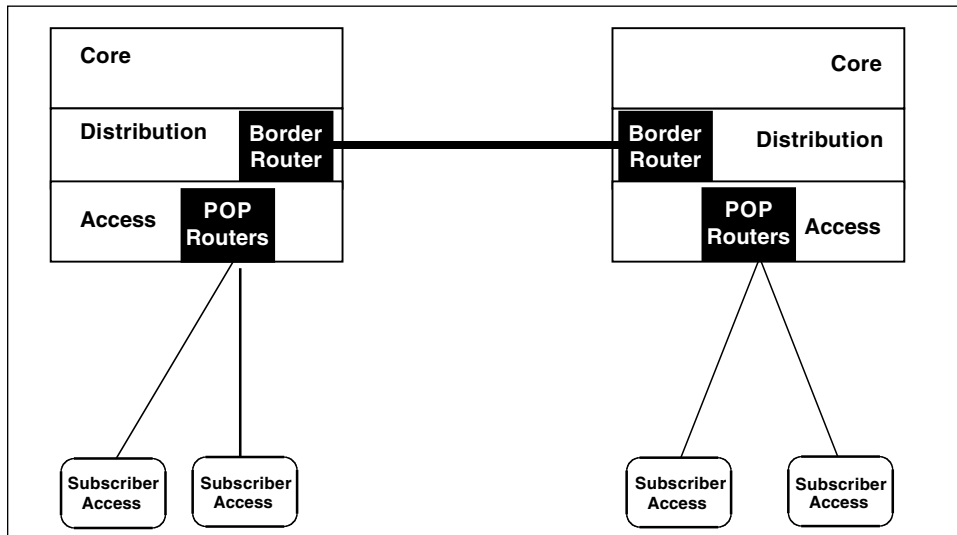 Core
Distribution
Border
Router
Access
POP
Routers
Subscriber
Access
Subscriber
Access
Core
Border
Router
Distribution
POP
Routers
Access
Subscriber
Access
Subscriber
Access